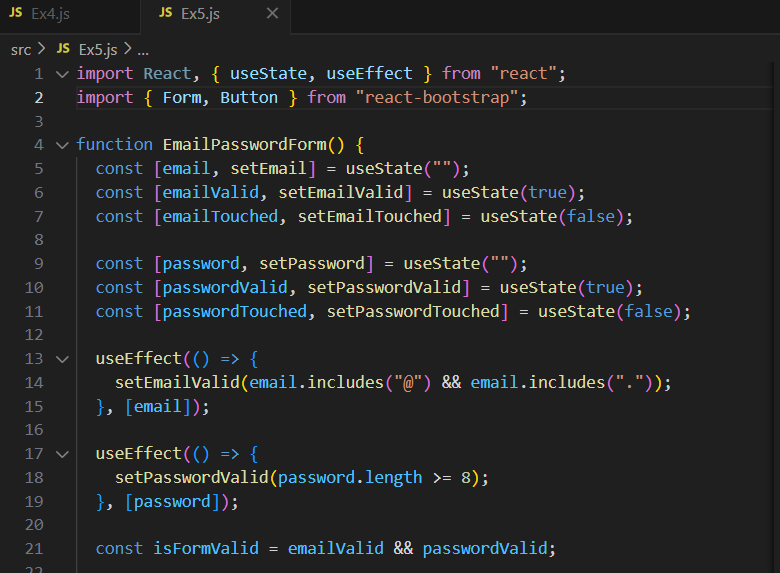 JS Ex4.js JS Ex5.js ×
src > JS Ex5.js > ...
1 import React, { useState, useEffect } from "react";
2 import { Form, Button } from "react-bootstrap";
3
4 function EmailPasswordForm() {
5 const [email, setEmail] = useState("");
6 const [emailValid, setEmailValid] = useState(true);
7 const [emailTouched, setEmailTouched] = useState(false);
8
9 const [password, setPassword] = useState("");
10 const [passwordValid, setPasswordValid] = useState(true);
11 const [passwordTouched, setPasswordTouched] = useState(false);
12
13 useEffect(() => {
14 setEmailValid(email.includes("@") && email.includes("."));
15 }, [email]);
16
17 useEffect(() => {
18 setPasswordValid(password.length >= 8);
19 }, [password]);
20
21 const isFormValid = emailValid && passwordValid;
22